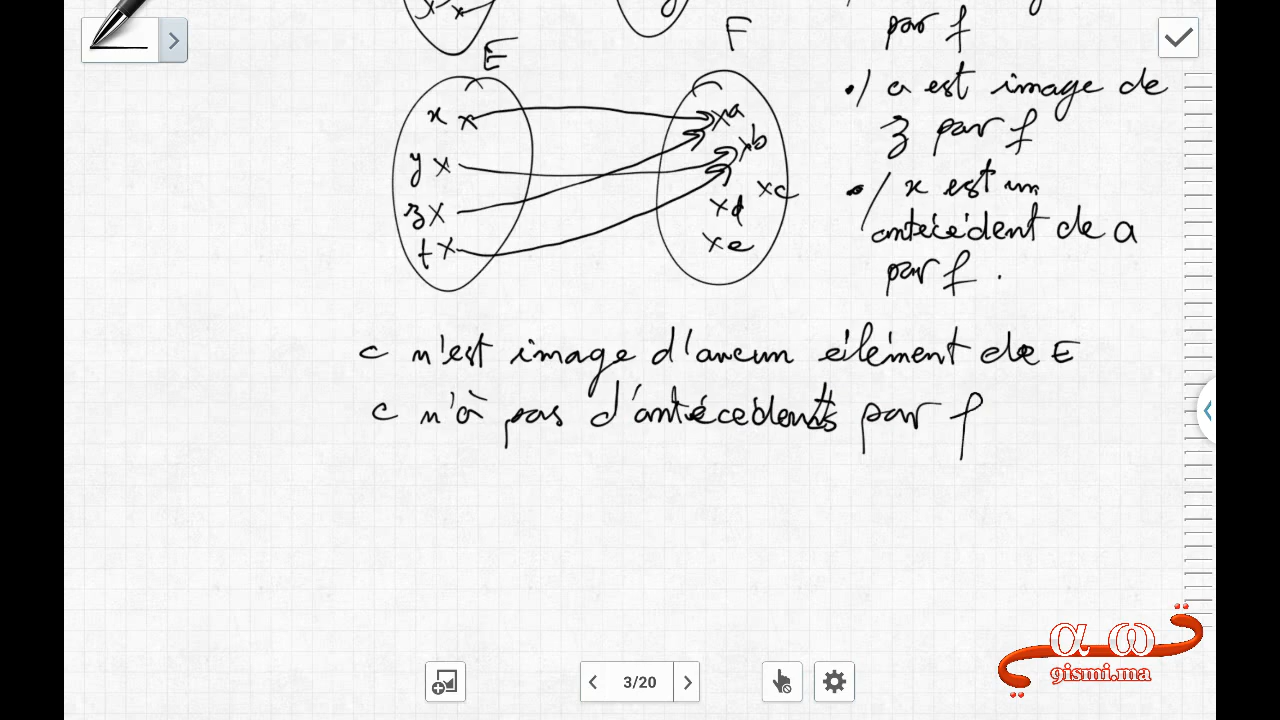 E
F
par f
./ a est image de
z par f
x a
y b
z c
t d
e
./ x est un
antécédent de a
par f .
c n'est image d'aucun élément de E
c n'à pas d'antécédents par f
3/20
α ω
gismi.ma